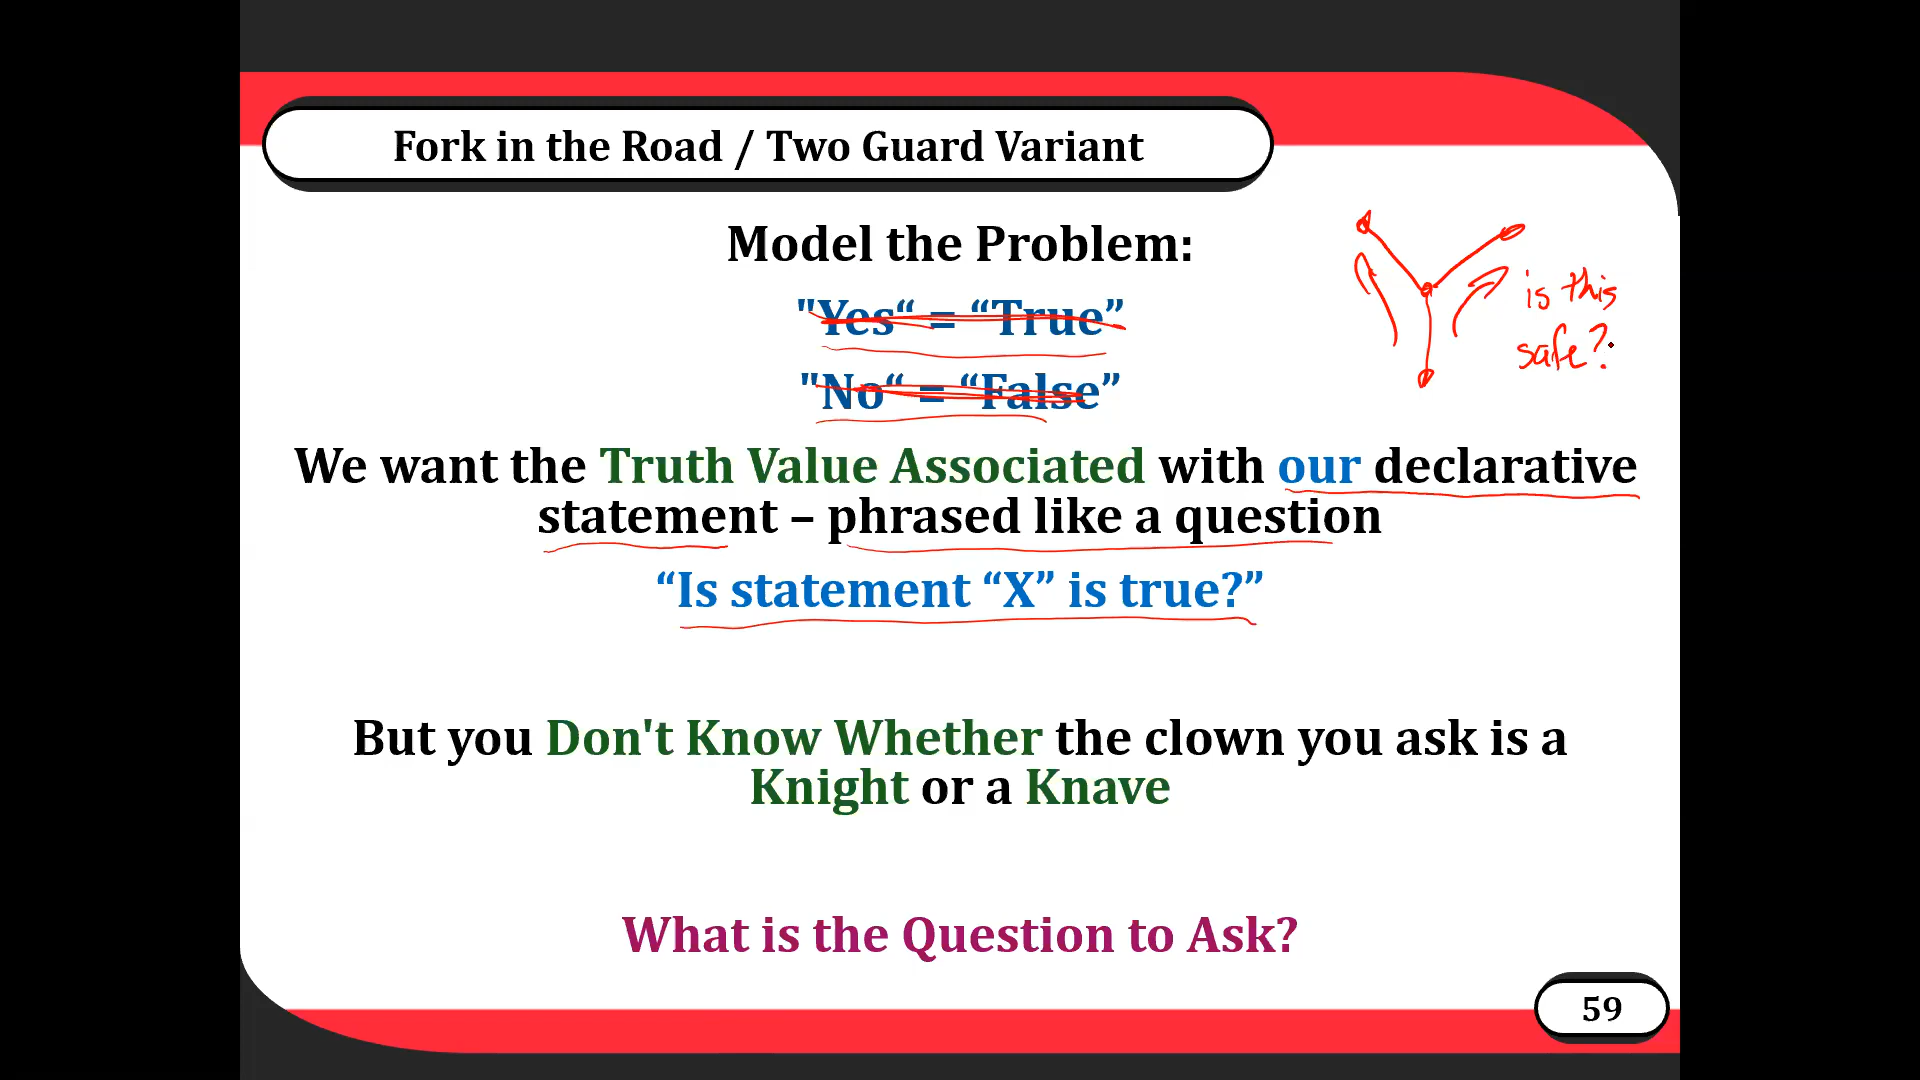 Fork in the Road / Two Guard Variant
Model the Problem:
"Yes“ = “True”
"No“ = “False”
is this
safe?
We want the Truth Value Associated with our declarative
statement – phrased like a question
“Is statement “X” is true?”
But you Don't Know Whether the clown you ask is a
Knight or a Knave
What is the Question to Ask?
59